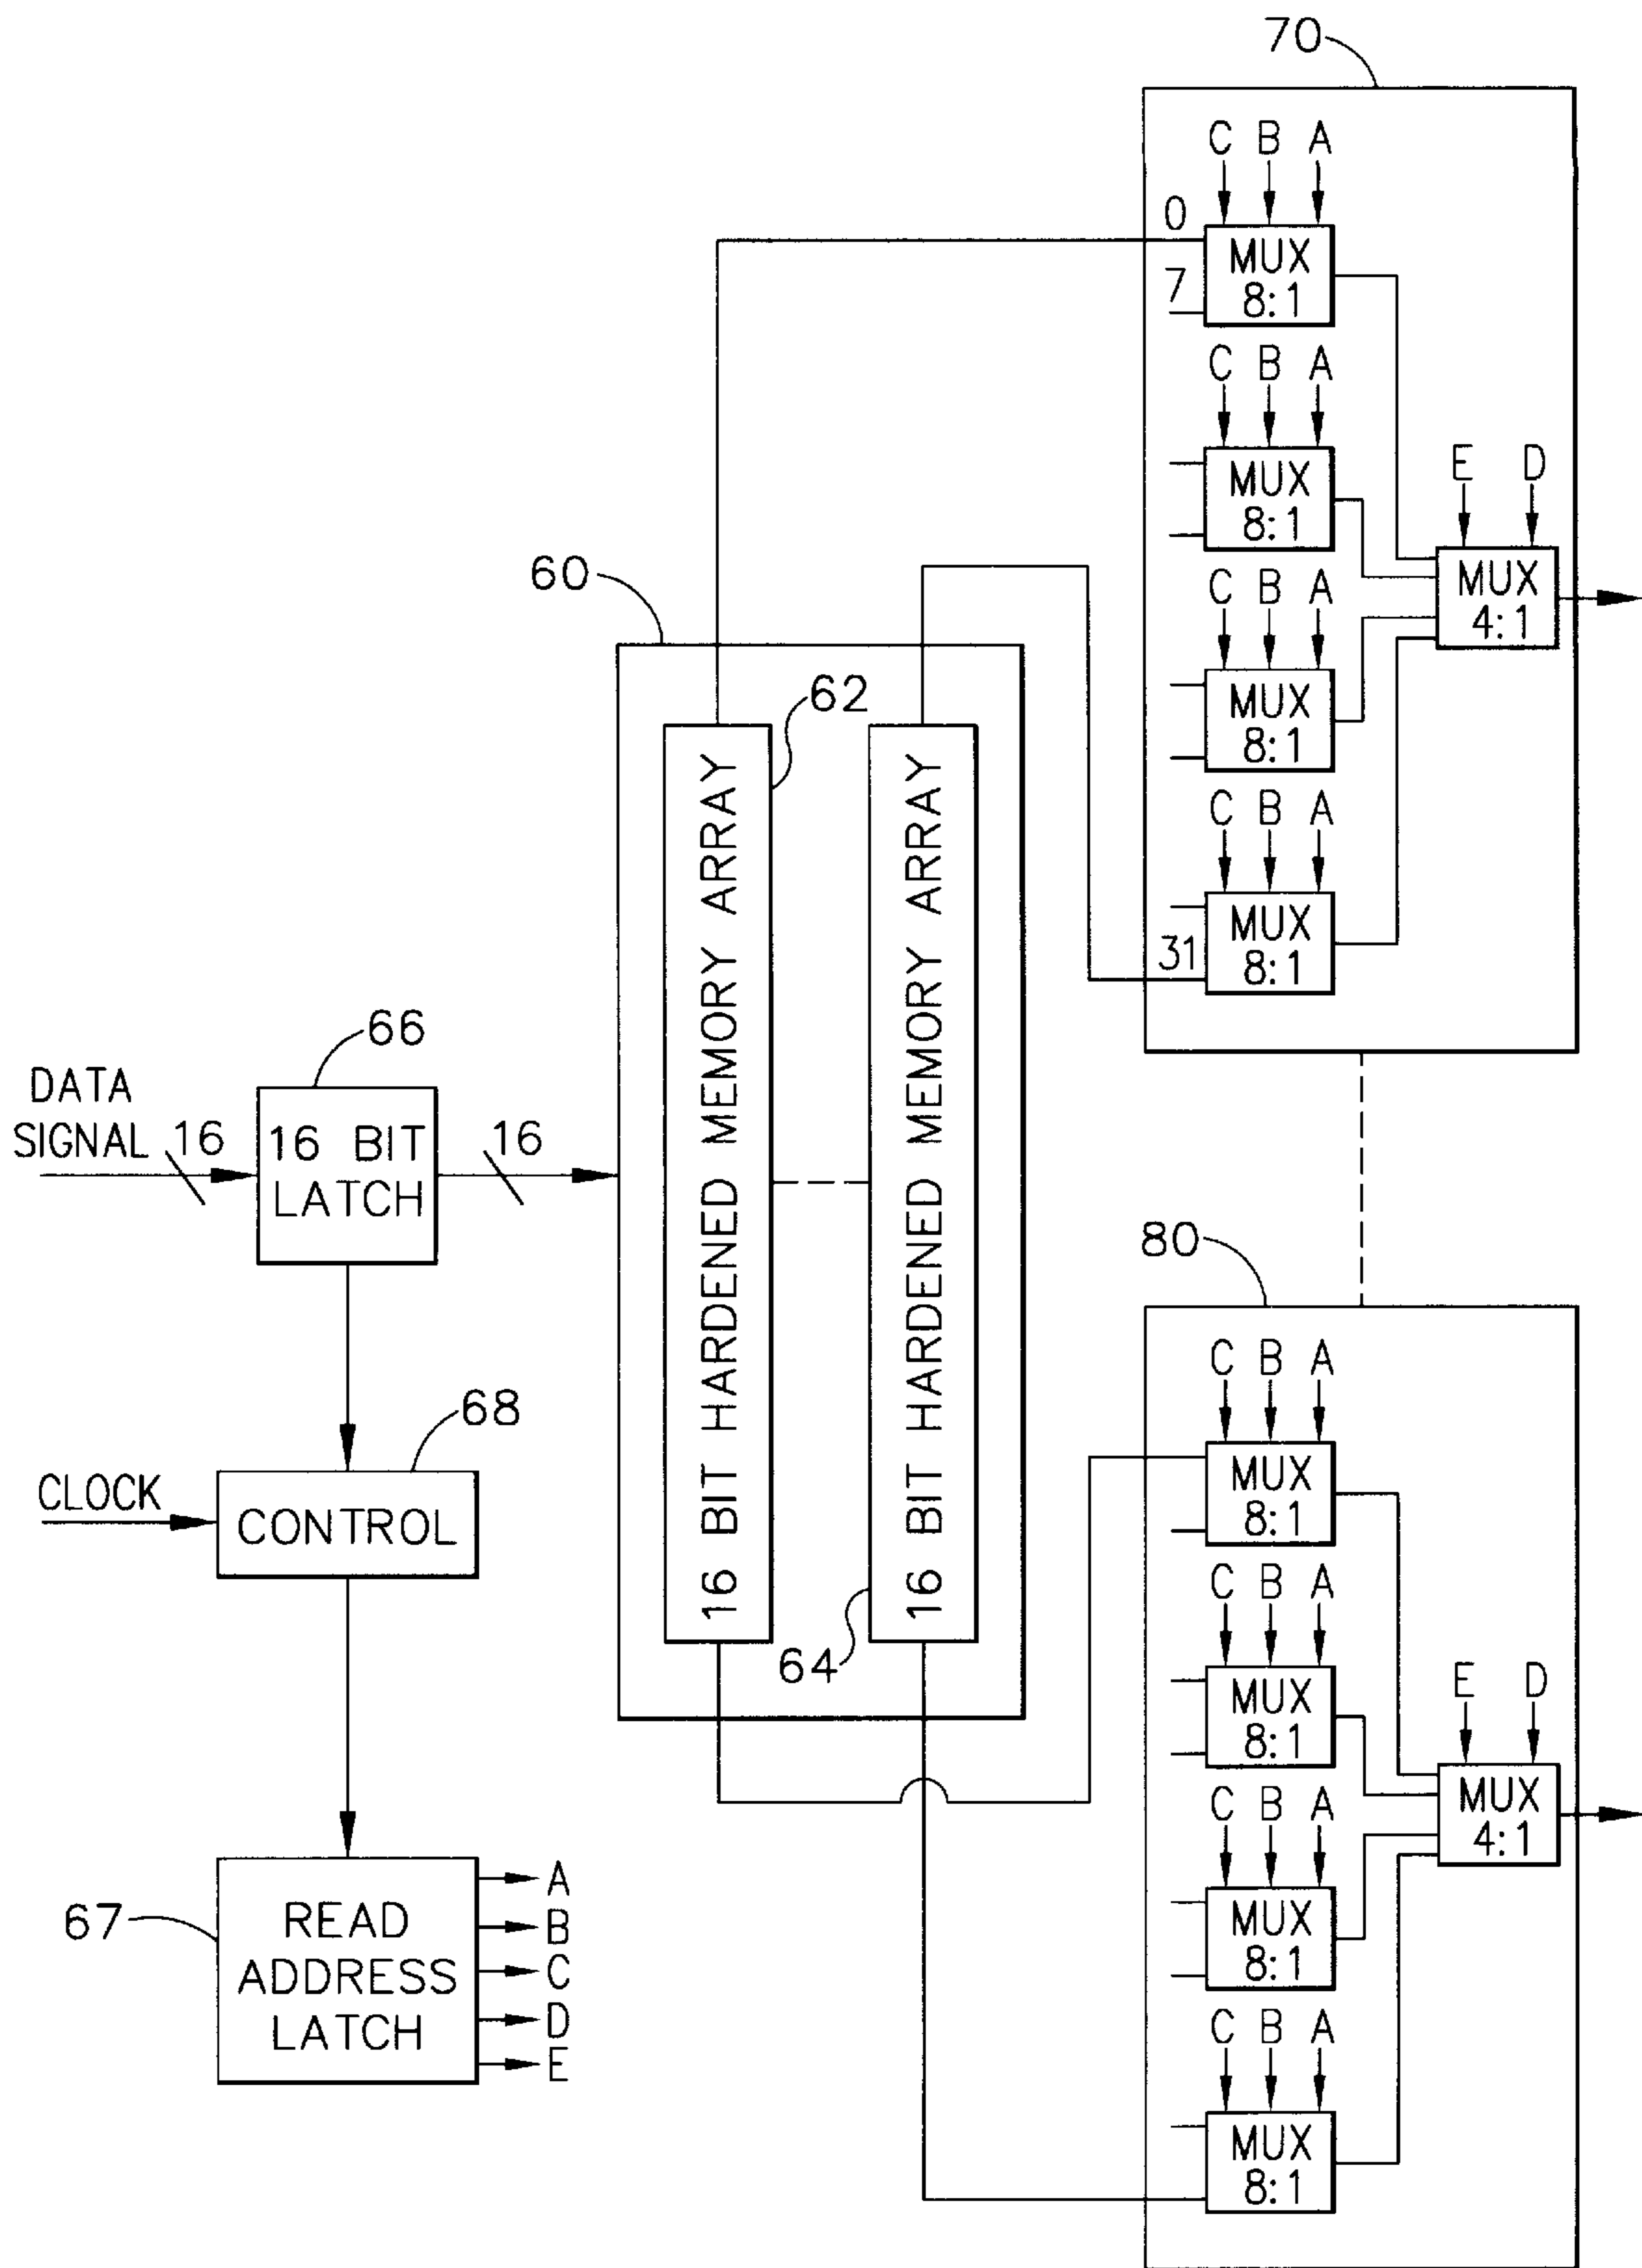 70
C B A
0
MUX
8:1
7
C B A
MUX
8:1
E D
MUX
4:1
C B A
MUX
8:1
C B A
MUX
8:1
31
60
62
16 BIT HARDENED MEMORY ARRAY
16 BIT HARDENED MEMORY ARRAY
64
66
DATA
SIGNAL
16
16 BIT
LATCH
16
68
CLOCK
CONTROL
67
READ
ADDRESS
LATCH
A
B
C
D
E
80
C B A
MUX
8:1
C B A
MUX
8:1
E D
MUX
4:1
C B A
MUX
8:1
C B A
MUX
8:1